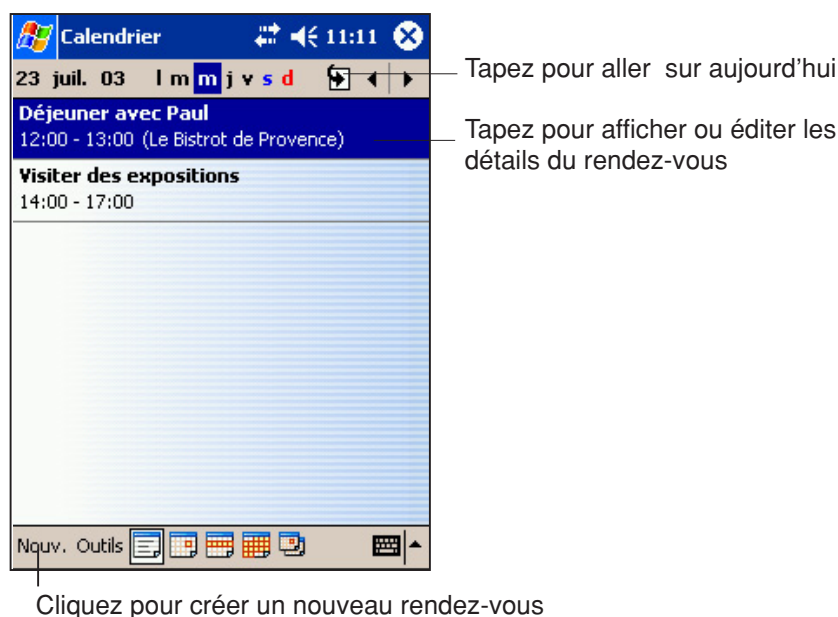 Calendrier 11:11
23 juil. 03 l m m j v s d
Tapez pour aller sur aujourd'hui
Déjeuner avec Paul
12:00 - 13:00 (Le Bistrot de Provence)
Tapez pour afficher ou éditer les
détails du rendez-vous
Visiter des expositions
14:00 - 17:00
Nouv. Outils
Cliquez pour créer un nouveau rendez-vous